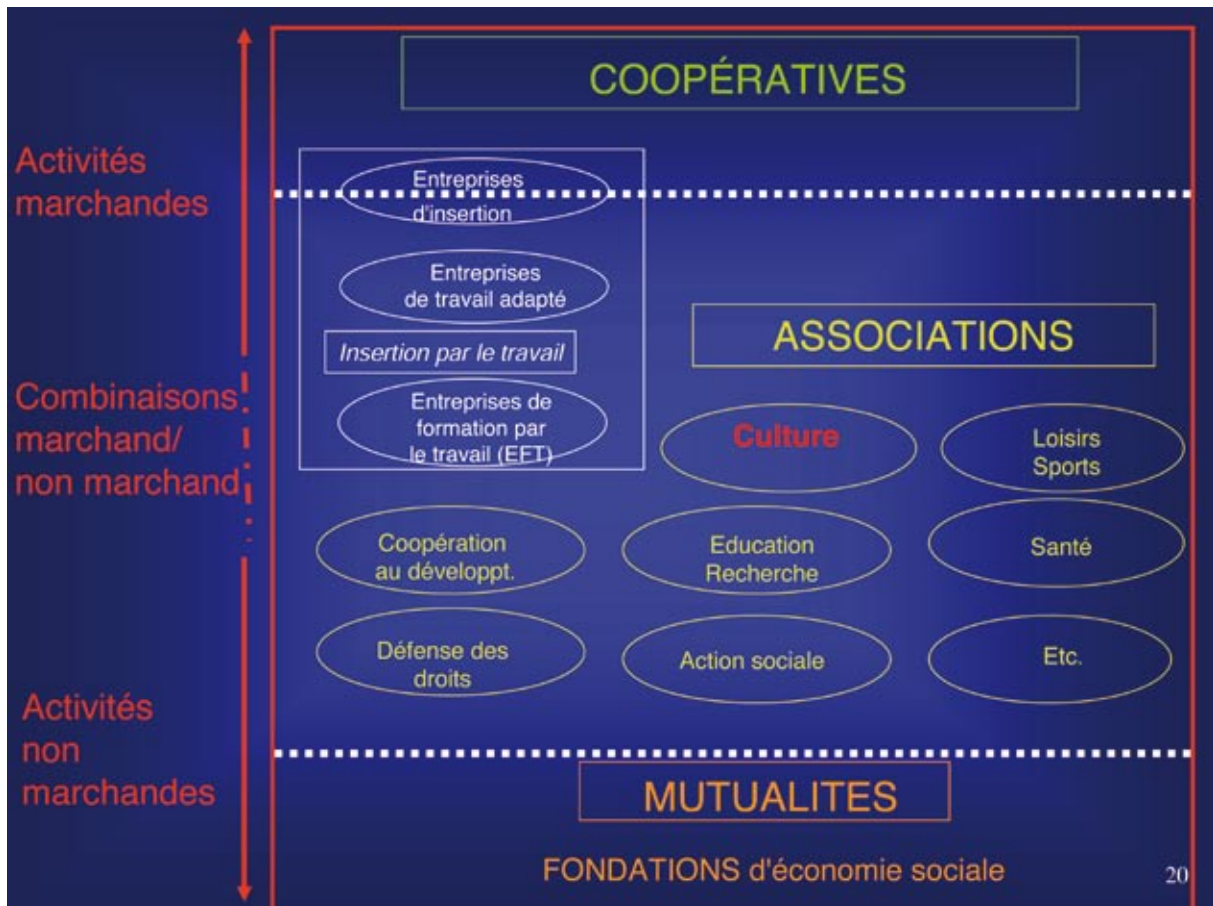 COOPÉRATIVES
Activités
marchandes
Entreprises
d'insertion
Entreprises
de travail adapté
Insertion par le travail
Entreprises de
formation par
le travail (EFT)
ASSOCIATIONS
Combinaisons
marchand/
non marchand
Culture
Loisirs
Sports
Coopération
au développt.
Education
Recherche
Santé
Défense des
droits
Action sociale
Etc.
Activités
non
marchandes
MUTUALITES
FONDATIONS d'économie sociale
20